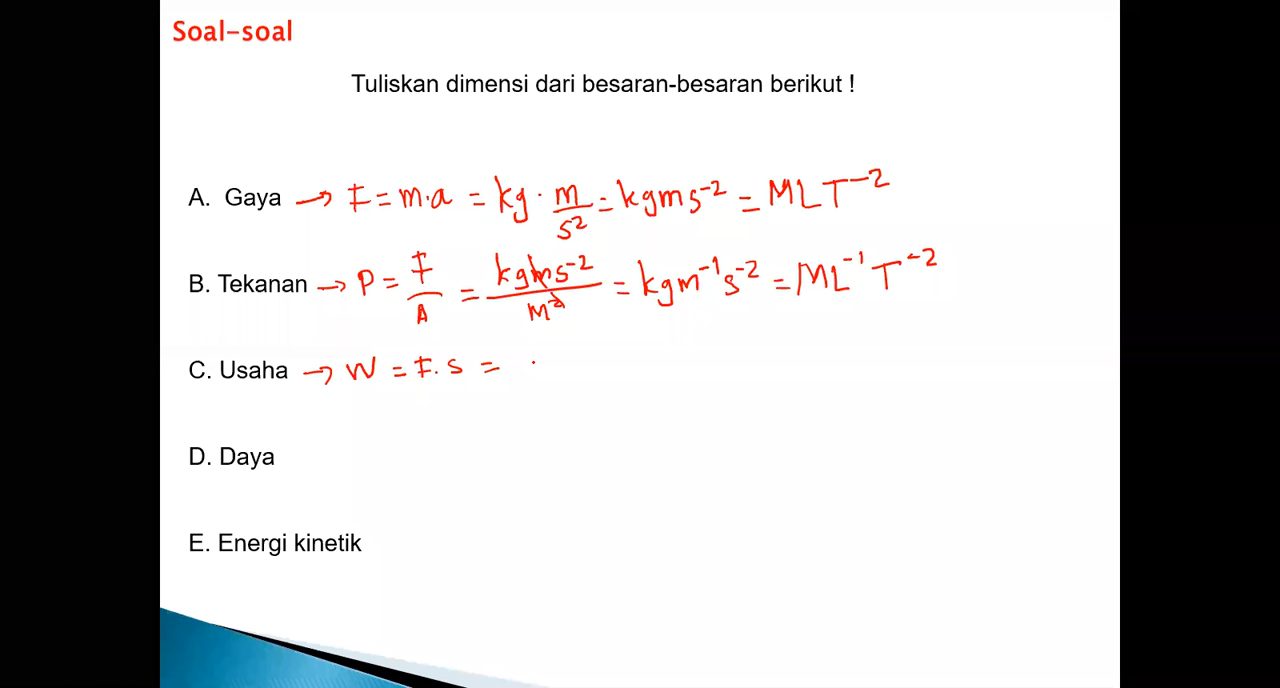 Soal-soal
Tuliskan dimensi dari besaran-besaran berikut !
A. Gaya → F = m.a = kg . m/s² = kgms⁻² = MLT⁻²
B. Tekanan → P = F/A = kgms⁻²/m² = kgm⁻¹s⁻² = ML⁻¹T⁻²
C. Usaha → W = F.s =
D. Daya
E. Energi kinetik